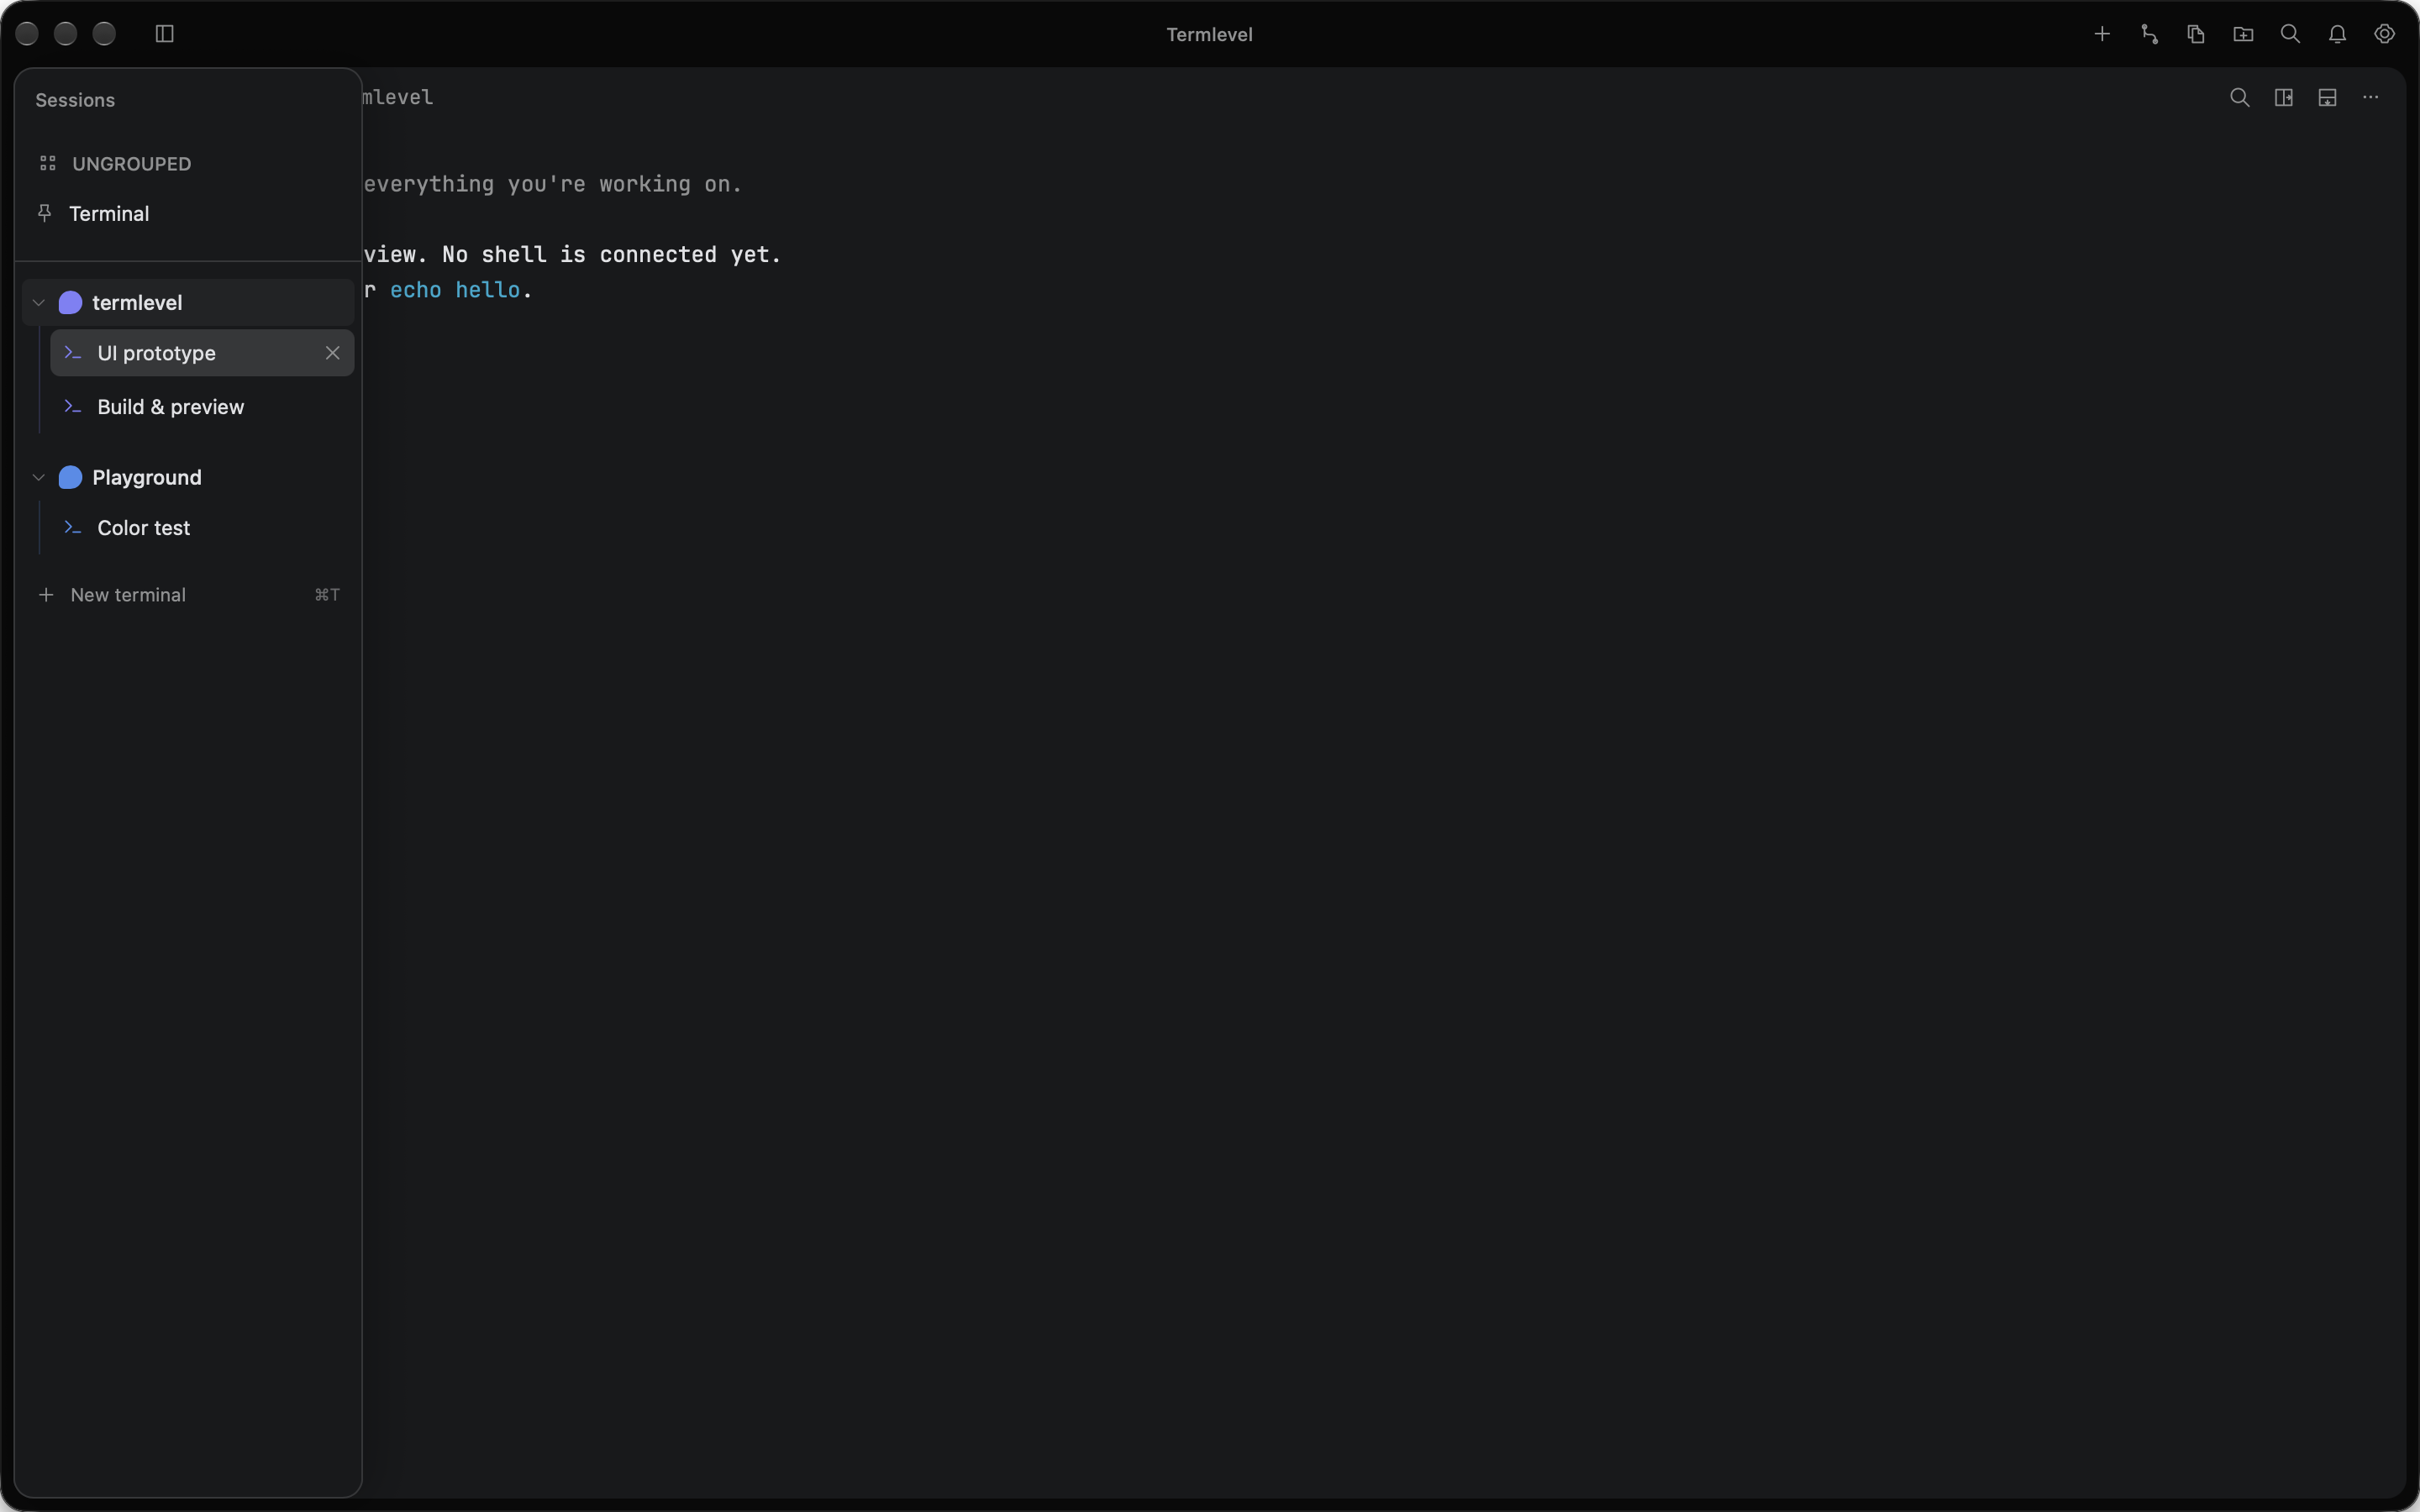 Termlevel
Sessions
mlevel
UNGROUPED
everything you're working on.
Terminal
view. No shell is connected yet.
r echo hello.
termlevel
UI prototype
Build & preview
Playground
Color test
New terminal ⌘T